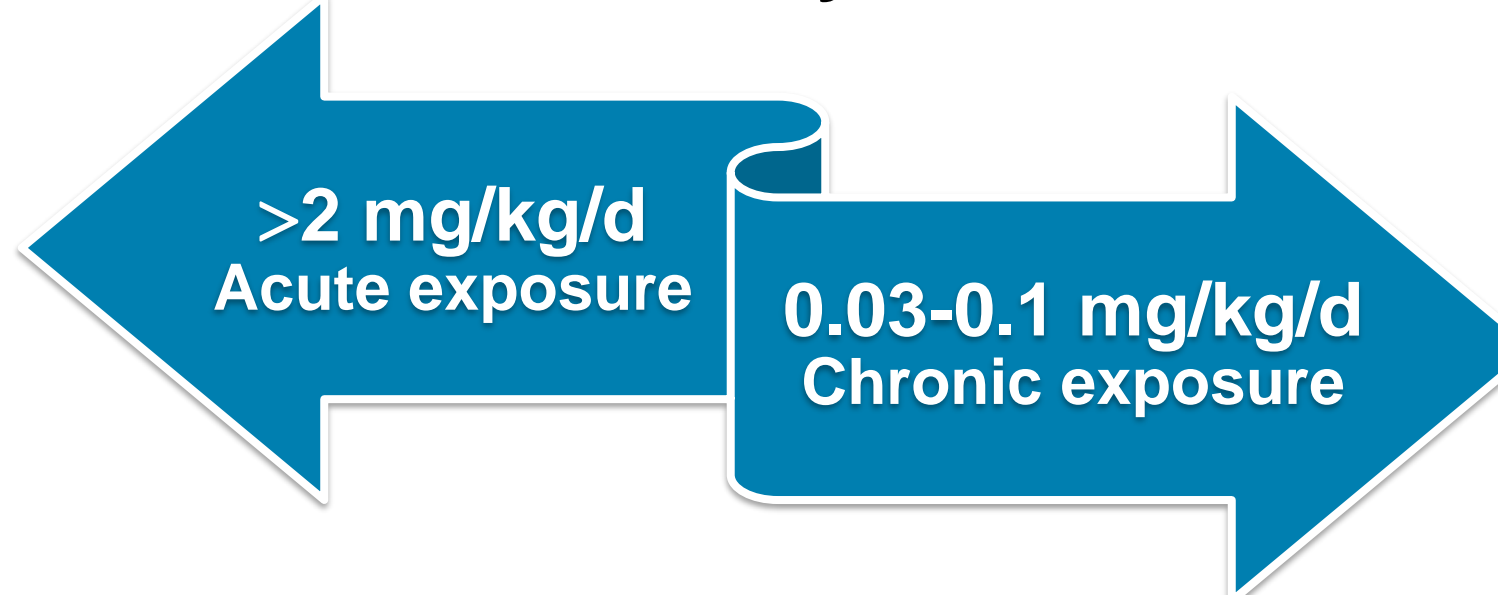 >2 mg/kg/d
Acute exposure
0.03-0.1 mg/kg/d
Chronic exposure